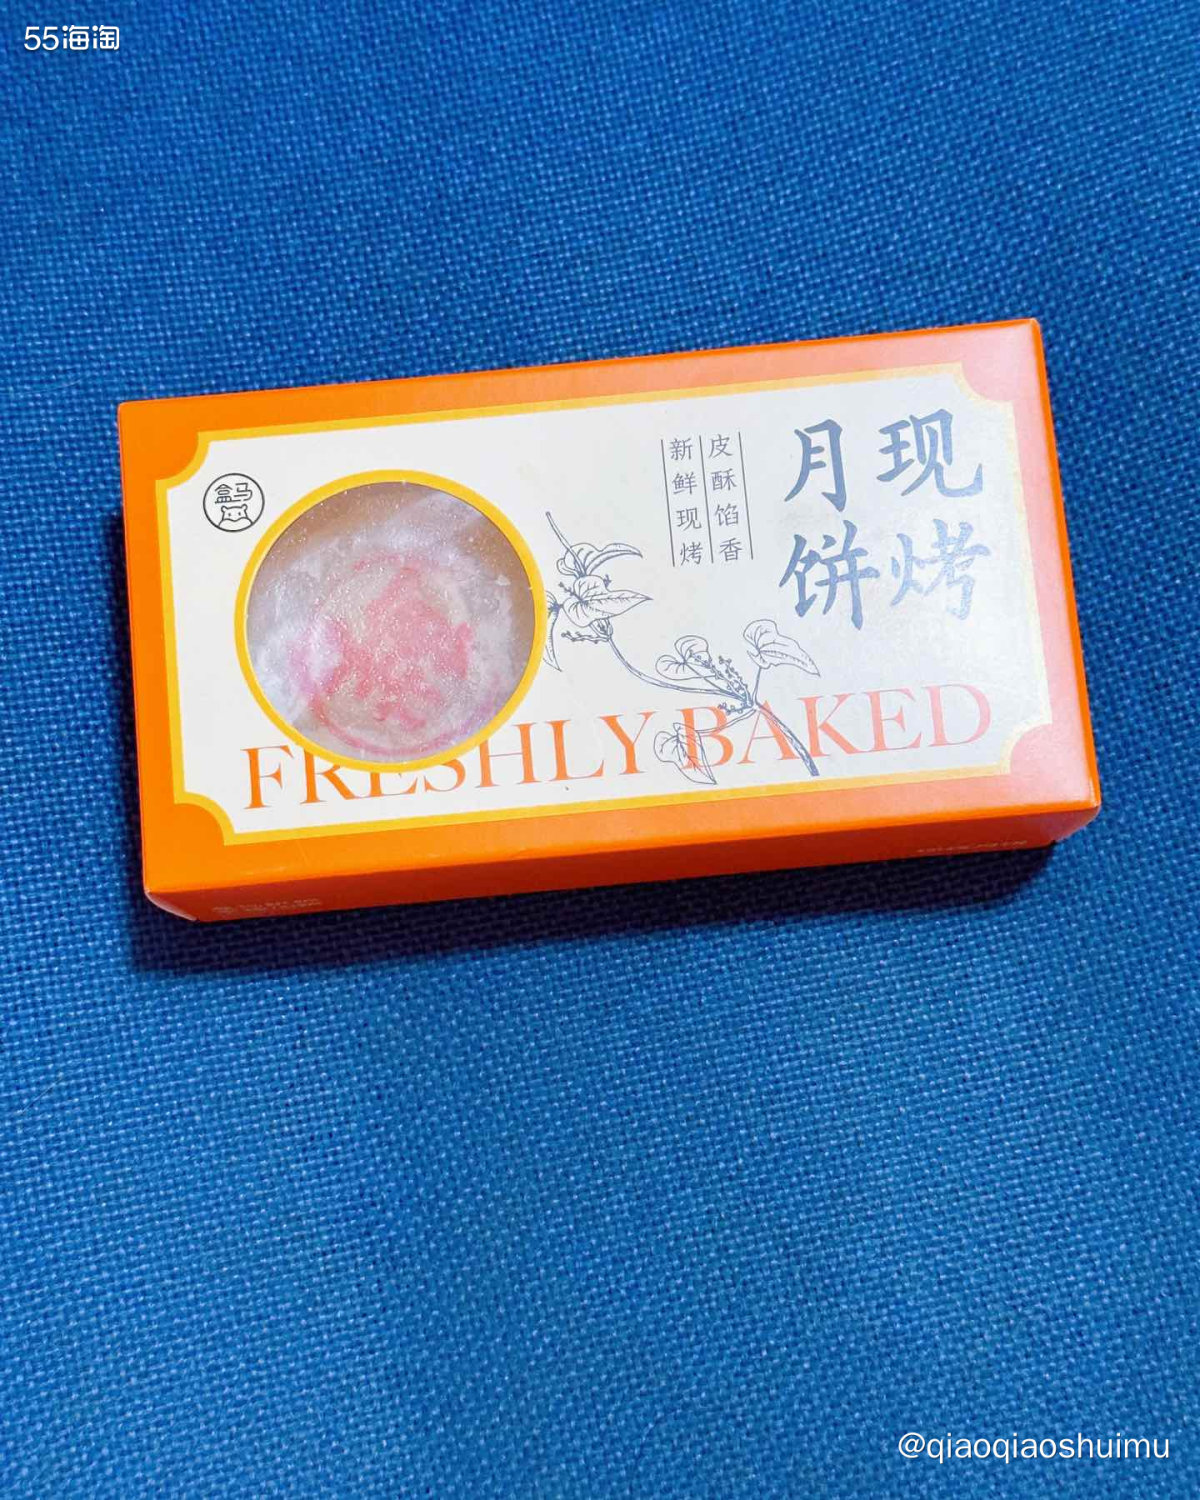 55海淘
现烤
月饼
皮酥馅香
新鲜现烤
盒马
FRESHLY BAKED
@qiaoqiaoshuimu